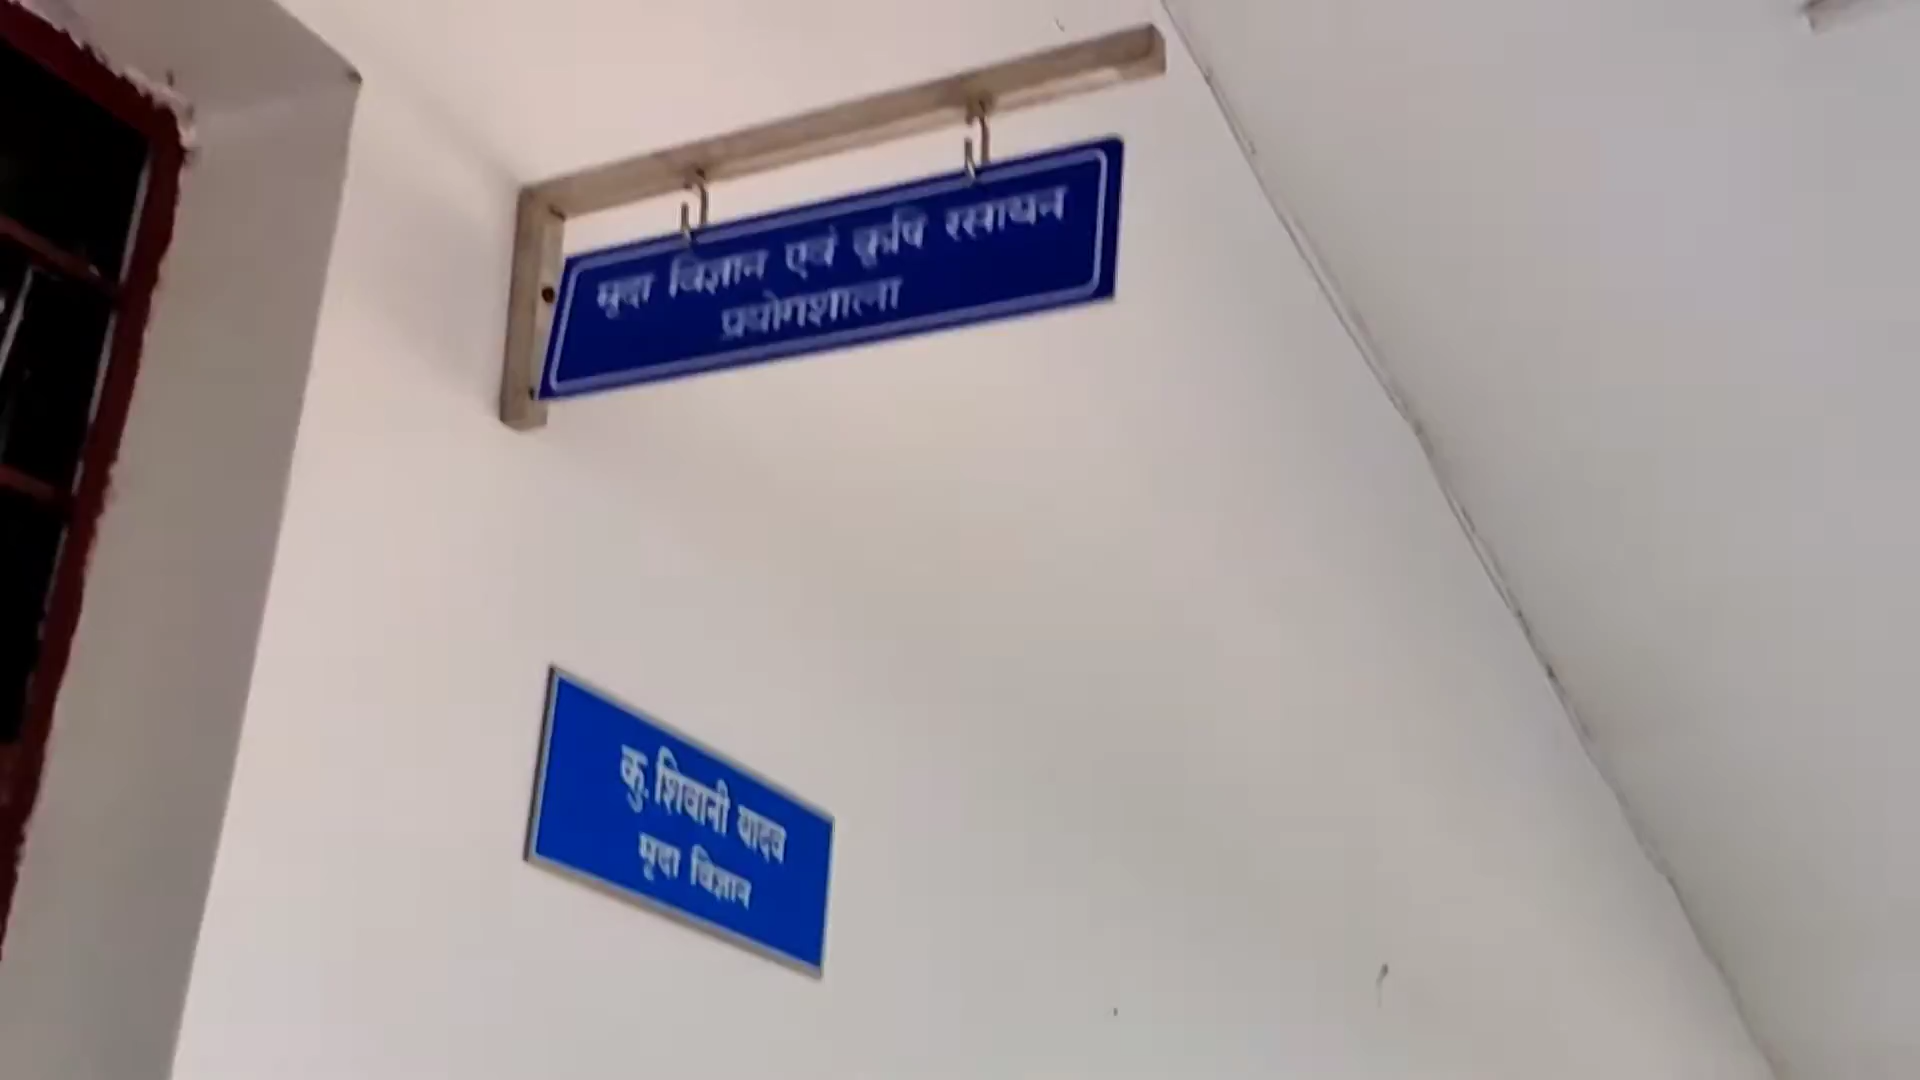 मृदा विज्ञान एवं कृषि रसायन
प्रयोगशाला
कु. शिवानी यादव
मृदा विज्ञान